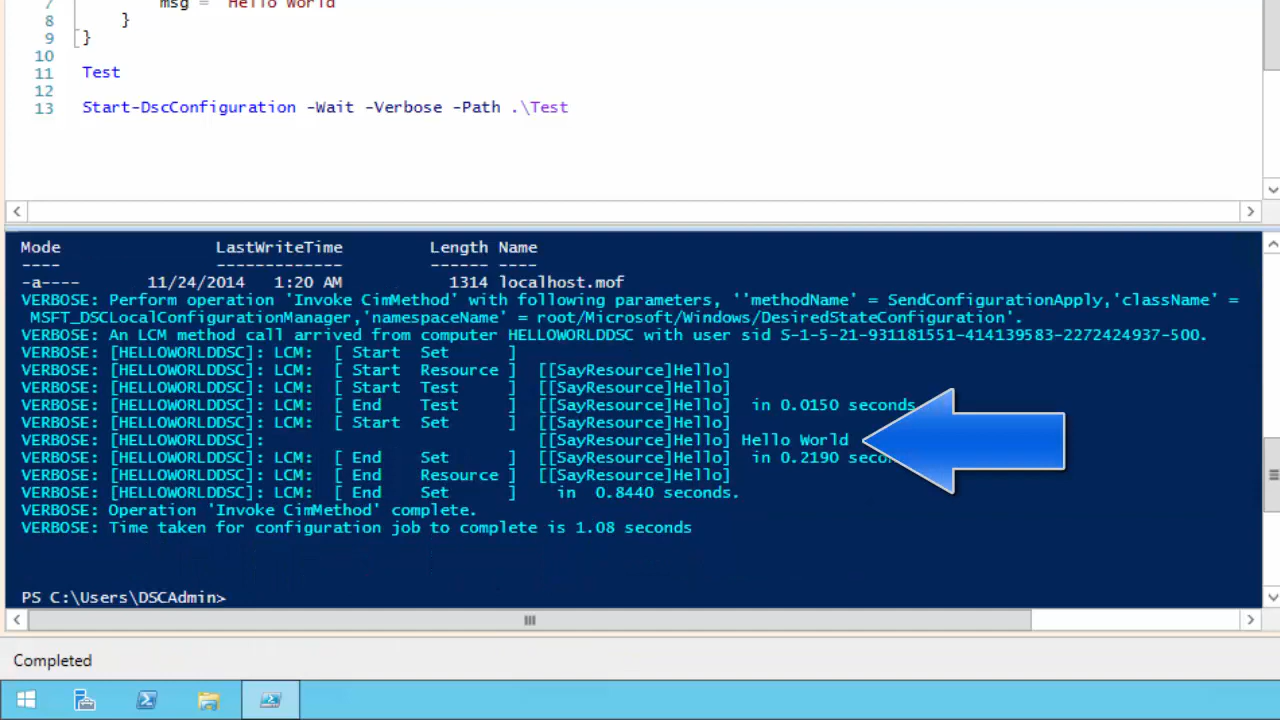 7 msg = "Hello World"
8 }
9 }
10
11 Test
12
13 Start-DscConfiguration -Wait -Verbose -Path .\Test
Mode LastWriteTime Length Name
---- ------------- ------ ----
-a---- 11/24/2014 1:20 AM 1314 localhost.mof
VERBOSE: Perform operation 'Invoke CimMethod' with following parameters, ''methodName' = SendConfigurationApply,'className' =
MSFT_DSCLocalConfigurationManager,'namespaceName' = root/Microsoft/Windows/DesiredStateConfiguration'.
VERBOSE: An LCM method call arrived from computer HELLOWORLDDSC with user sid S-1-5-21-931181551-414139583-2272424937-500.
VERBOSE: [HELLOWORLDDSC]: LCM: [ Start Set ]
VERBOSE: [HELLOWORLDDSC]: LCM: [ Start Resource ] [[SayResource]Hello]
VERBOSE: [HELLOWORLDDSC]: LCM: [ Start Test ] [[SayResource]Hello]
VERBOSE: [HELLOWORLDDSC]: LCM: [ End Test ] [[SayResource]Hello] in 0.0150 seconds.
VERBOSE: [HELLOWORLDDSC]: LCM: [ Start Set ] [[SayResource]Hello]
VERBOSE: [HELLOWORLDDSC]: [[SayResource]Hello] Hello World
VERBOSE: [HELLOWORLDDSC]: LCM: [ End Set ] [[SayResource]Hello] in 0.2190
VERBOSE: [HELLOWORLDDSC]: LCM: [ End Resource ] [[SayResource]Hello]
VERBOSE: [HELLOWORLDDSC]: LCM: [ End Set ] in 0.8440 seconds.
VERBOSE: Operation 'Invoke CimMethod' complete.
VERBOSE: Time taken for configuration job to complete is 1.08 seconds
PS C:\Users\DSCAdmin>
Completed